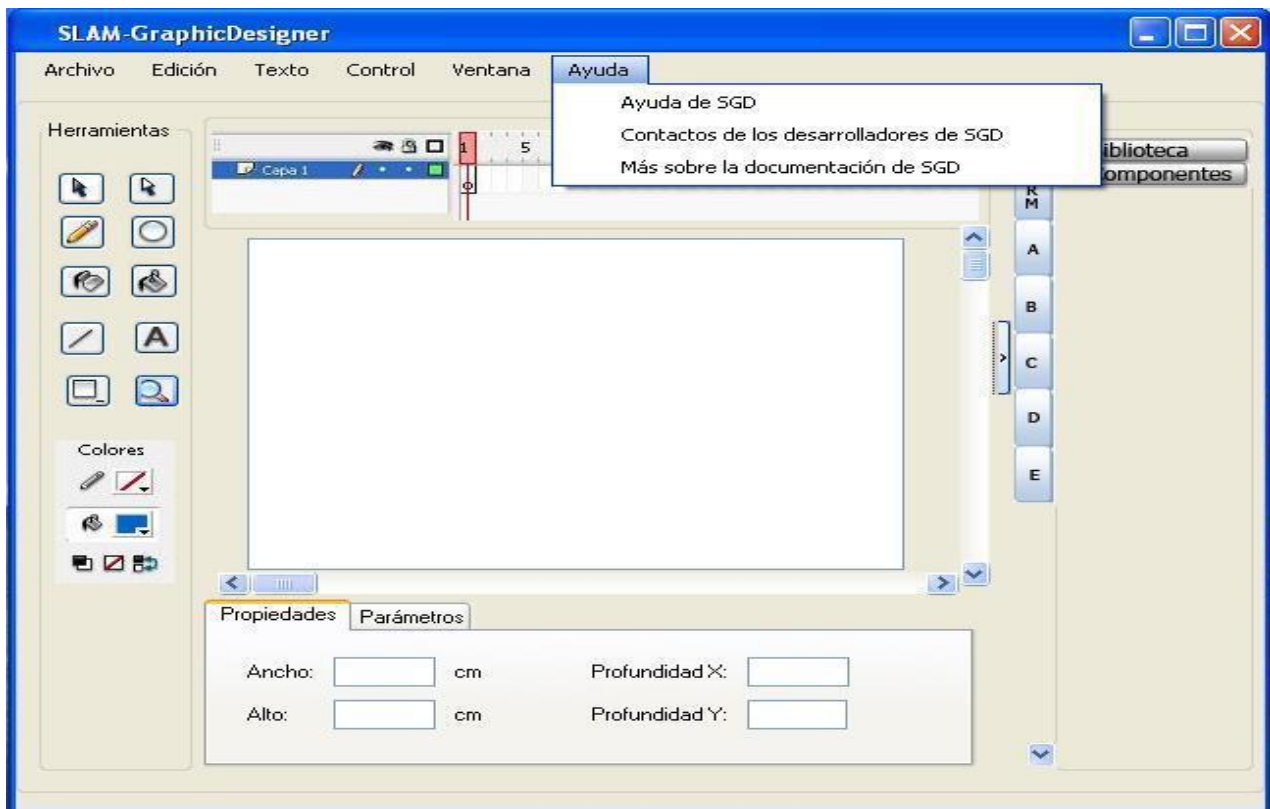 SLAM-GraphicDesigner
Archivo Edición Texto Control Ventana Ayuda
Ayuda de SGD
Contactos de los desarrolladores de SGD
Más sobre la documentación de SGD
Herramientas
1 5
Capa 1
iblioteca
omponentes
R
M
A
B
C
D
E
A
Colores
Propiedades Parámetros
Ancho: cm Profundidad X:
Alto: cm Profundidad Y: